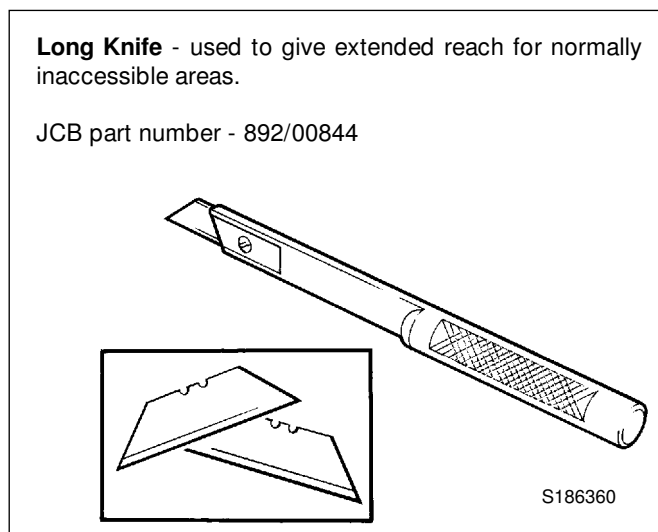 Long Knife - used to give extended reach for normally
inaccessible areas.
JCB part number - 892/00844
S186360